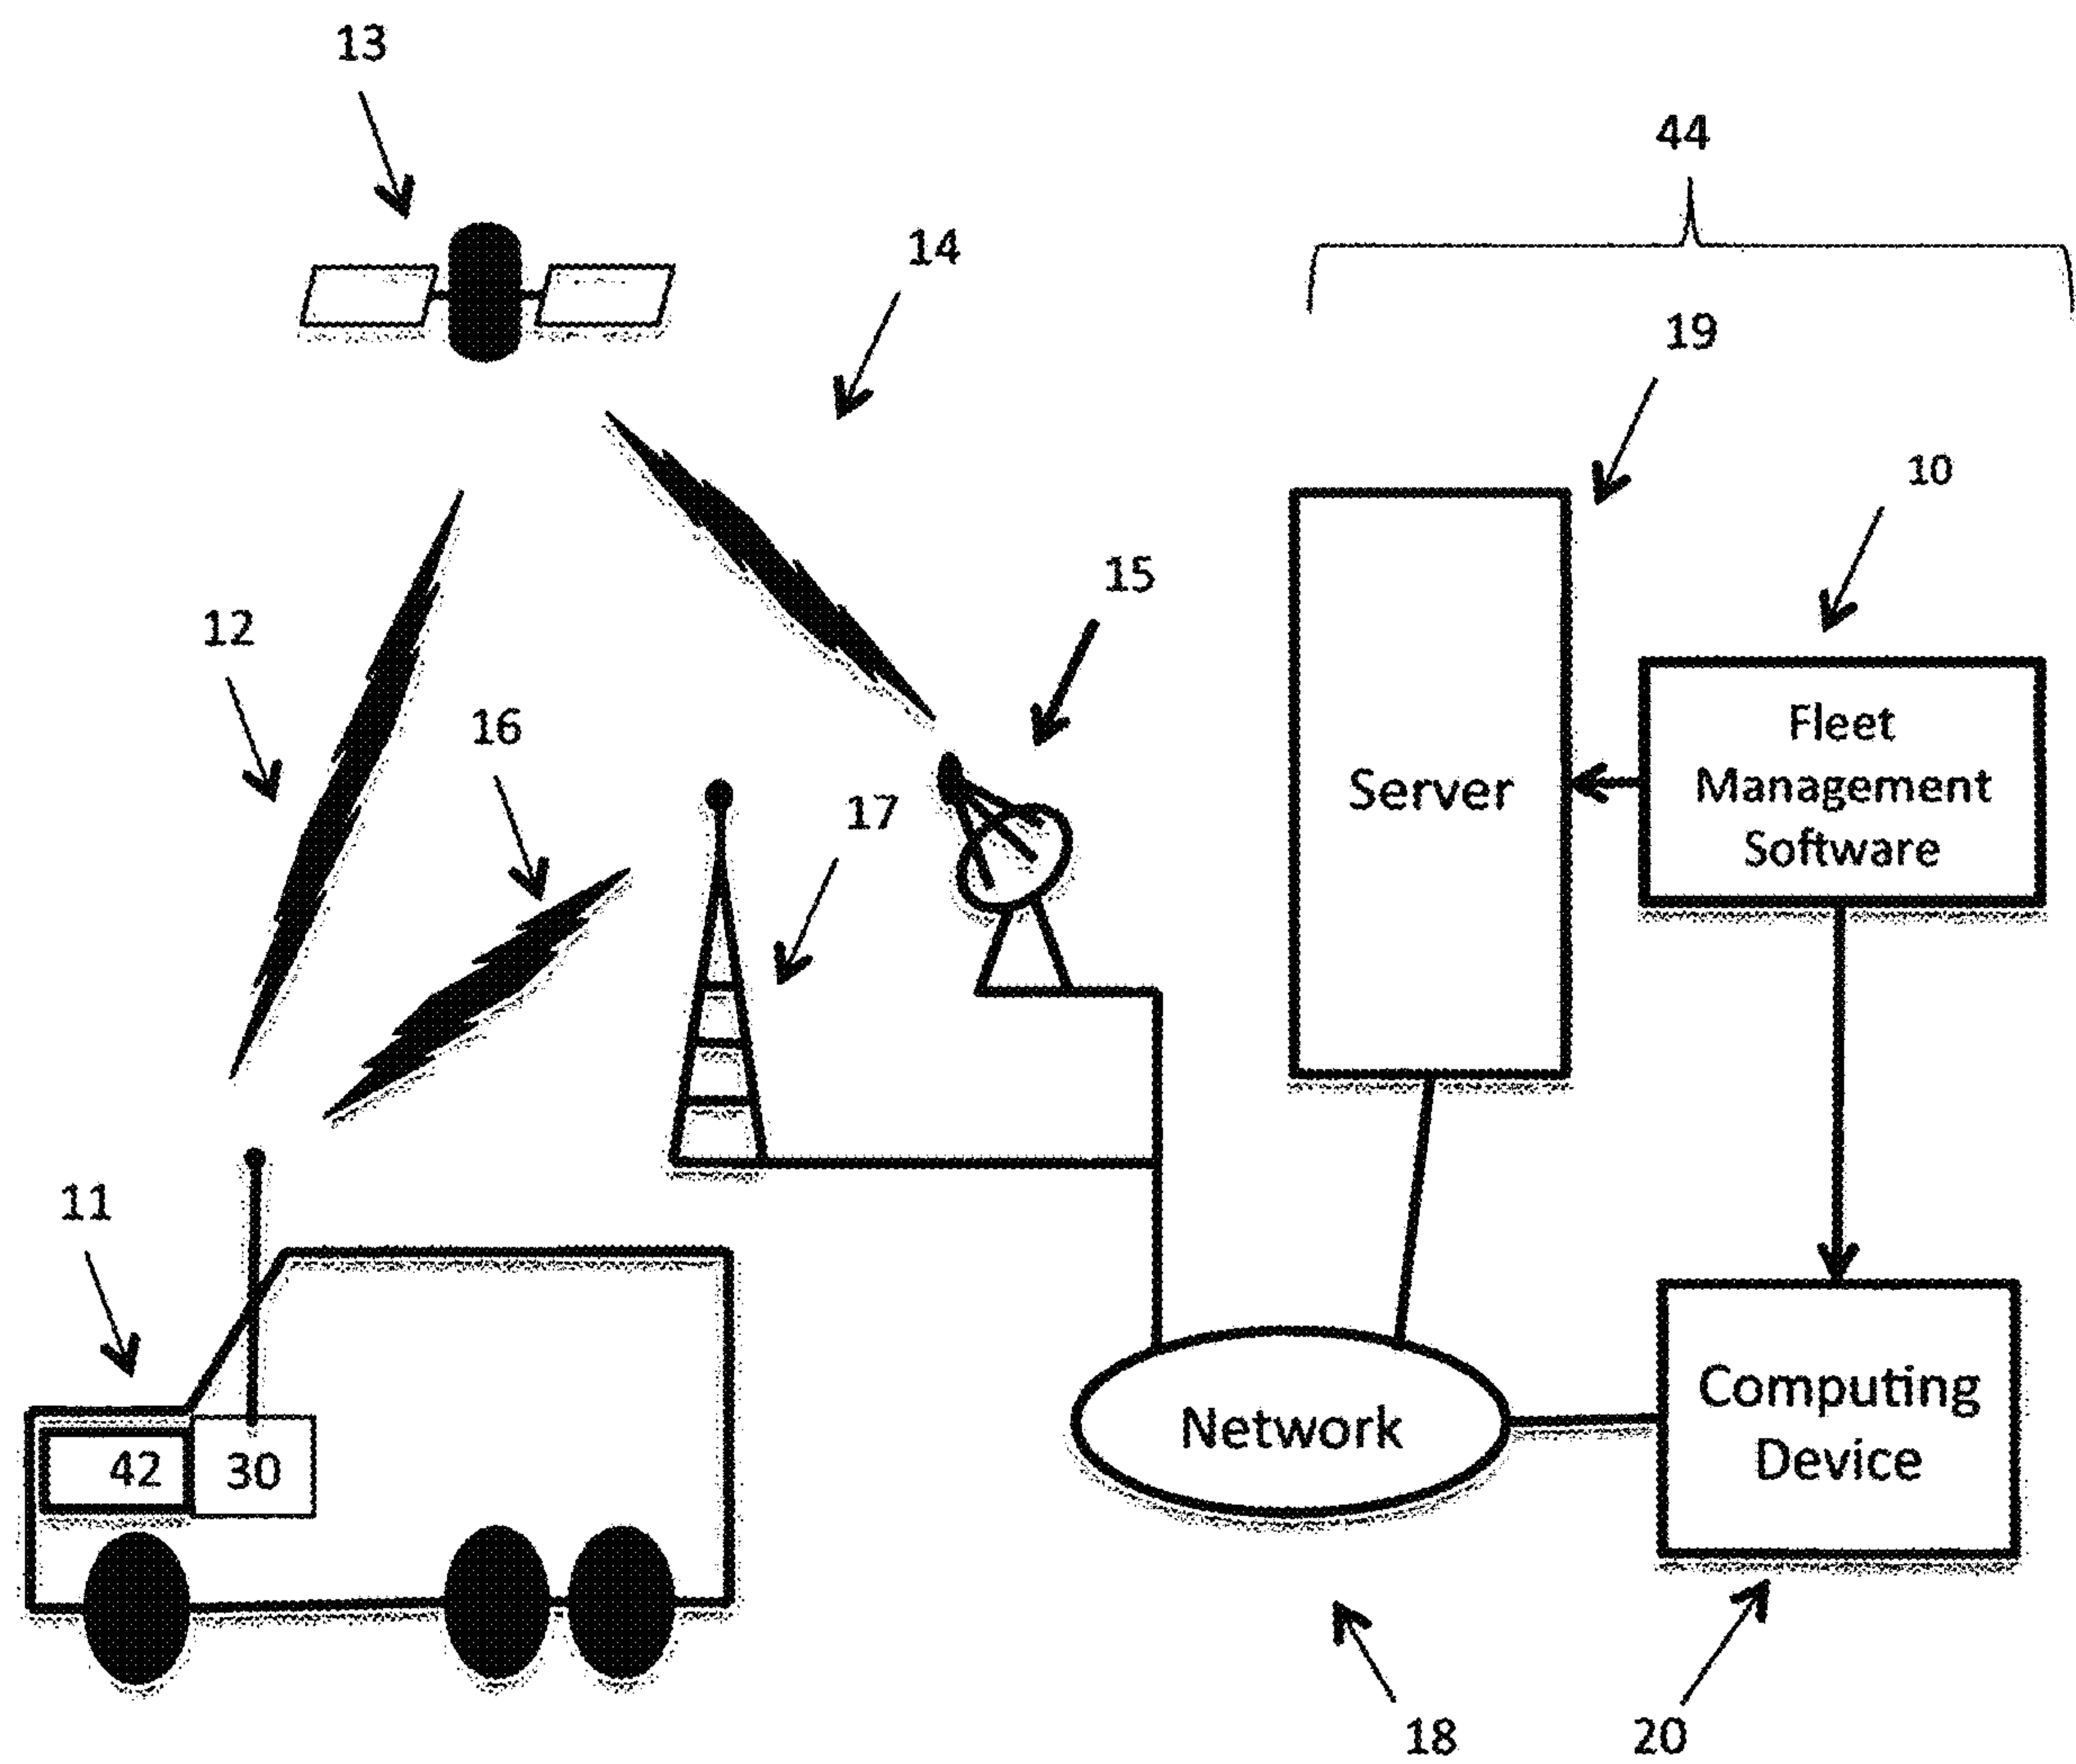 13
44
14
19
10
15
12
16
Fleet
Management
Software
Server
17
11
Computing
Device
Network
42
30
18
20